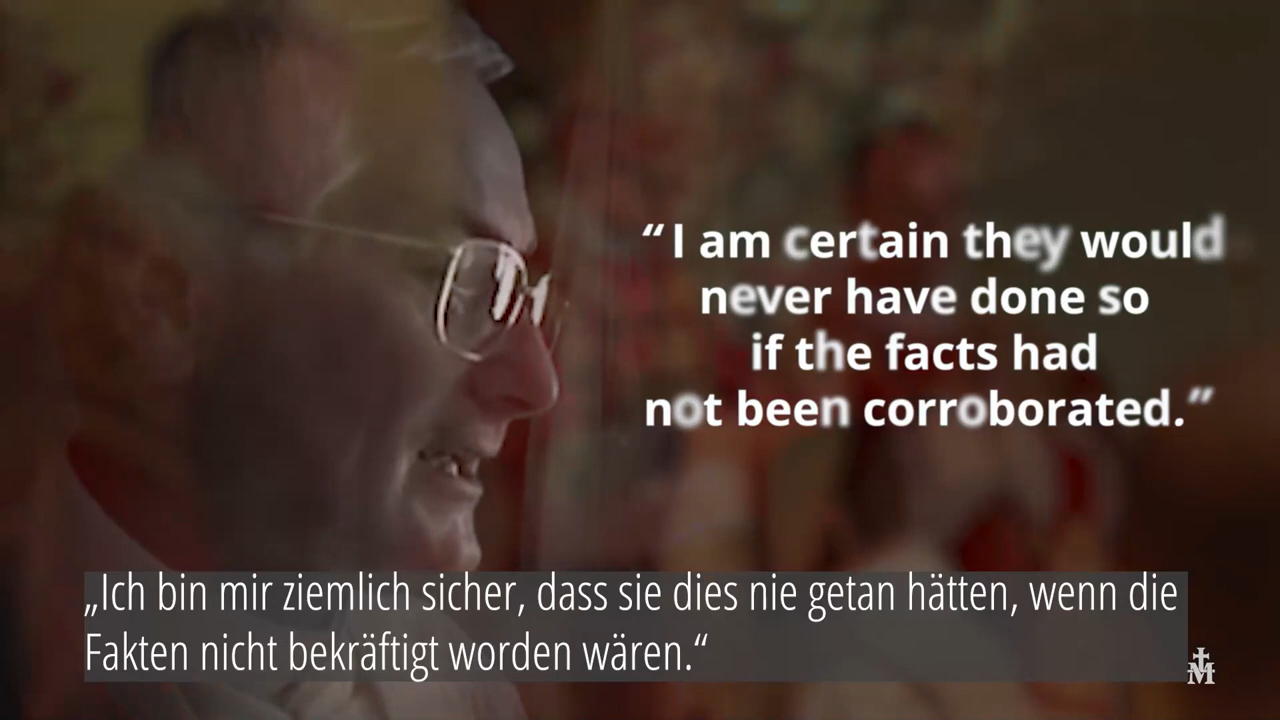 “I am certain they would
never have done so
if the facts had
not been corroborated.”
„Ich bin mir ziemlich sicher, dass sie dies nie getan hätten, wenn die
Fakten nicht bekräftigt worden wären.“